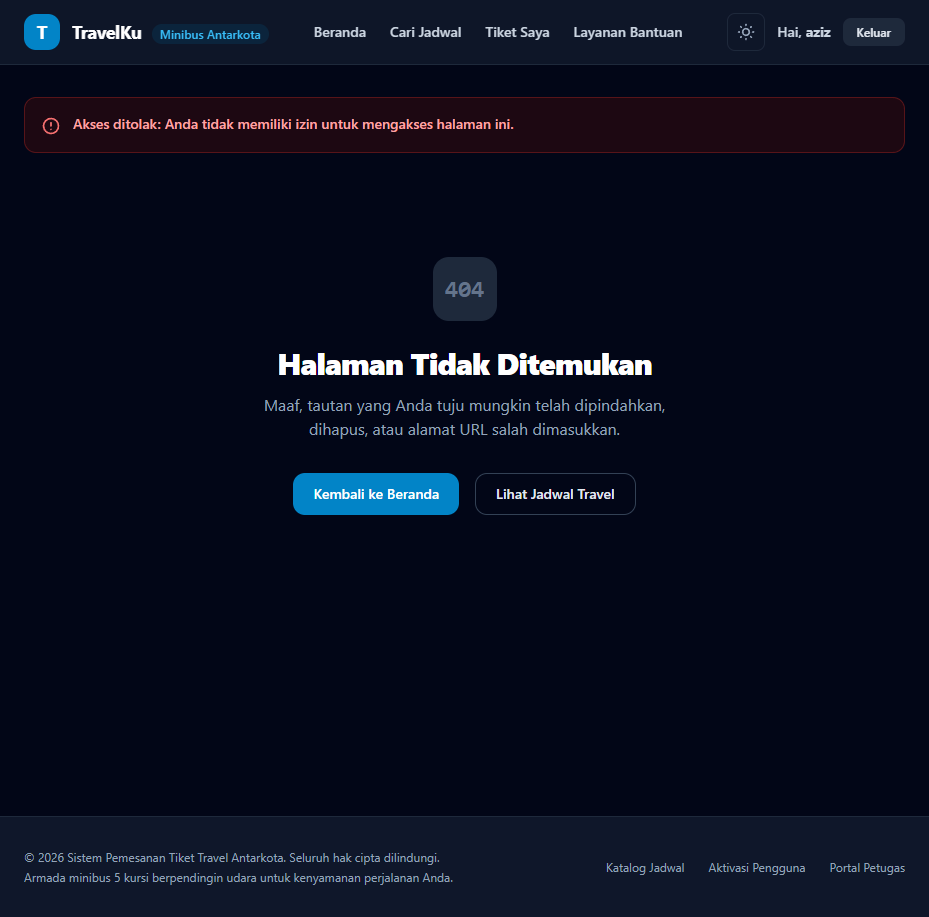 T TravelKu Minibus Antarkota Beranda Cari Jadwal Tiket Saya Layanan Bantuan Hai, aziz Keluar
Akses ditolak: Anda tidak memiliki izin untuk mengakses halaman ini.
404
Halaman Tidak Ditemukan
Maaf, tautan yang Anda tuju mungkin telah dipindahkan,
dihapus, atau alamat URL salah dimasukkan.
Kembali ke Beranda Lihat Jadwal Travel
© 2026 Sistem Pemesanan Tiket Travel Antarkota. Seluruh hak cipta dilindungi.
Armada minibus 5 kursi berpendingin udara untuk kenyamanan perjalanan Anda.
Katalog Jadwal Aktivasi Pengguna Portal Petugas